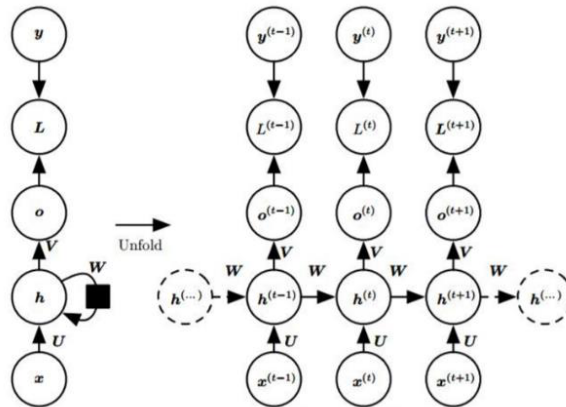 y y^(t−1) y^(t) y^(t+1)
L L^(t−1) L^(t) L^(t+1)
o o^(t−1) o^(t) o^(t+1)
Unfold
V V V V
W W W W W
h h^(...) h^(t−1) h^(t) h^(t+1) h^(...)
U U U U
x x^(t−1) x^(t) x^(t+1)